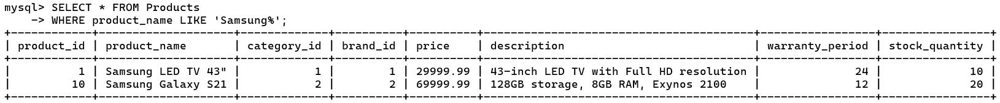 mysql> SELECT * FROM Products
    -> WHERE product_name LIKE 'Samsung%';
+------------+--------------------+-------------+----------+----------+----------------------------------------+-----------------+----------------+
| product_id | product_name       | category_id | brand_id | price    | description                            | warranty_period | stock_quantity |
+------------+--------------------+-------------+----------+----------+----------------------------------------+-----------------+----------------+
|          1 | Samsung LED TV 43" |           1 |        1 | 29999.99 | 43-inch LED TV with Full HD resolution |              24 |             10 |
|         10 | Samsung Galaxy S21 |           2 |        2 | 69999.99 | 128GB storage, 8GB RAM, Exynos 2100    |              12 |             20 |
+------------+--------------------+-------------+----------+----------+----------------------------------------+-----------------+----------------+